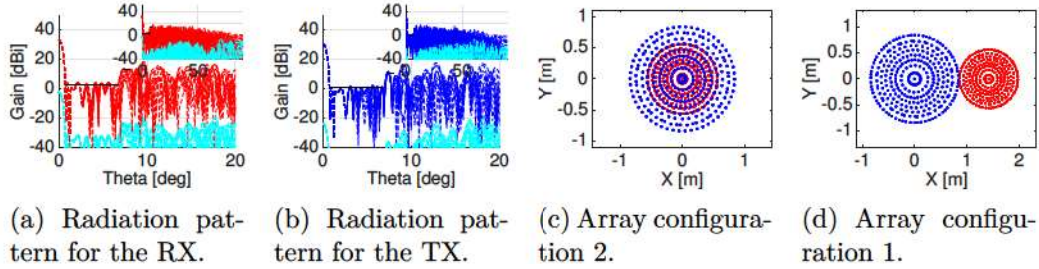 40
0
-40
0
50
40
20
0
-20
-40
Gain [dBi]
0
10
20
Theta [deg]
40
0
-40
0
50
40
20
0
-20
-40
Gain [dBi]
0
10
20
Theta [deg]
1
0.5
0
-0.5
-1
Y [m]
-1
0
1
X [m]
1
0.5
0
-0.5
-1
Y [m]
-1
0
1
2
X [m]
(a) Radiation pat-
tern for the RX.
(b) Radiation pat-
tern for the TX.
(c) Array configura-
tion 2.
(d) Array configu-
ration 1.